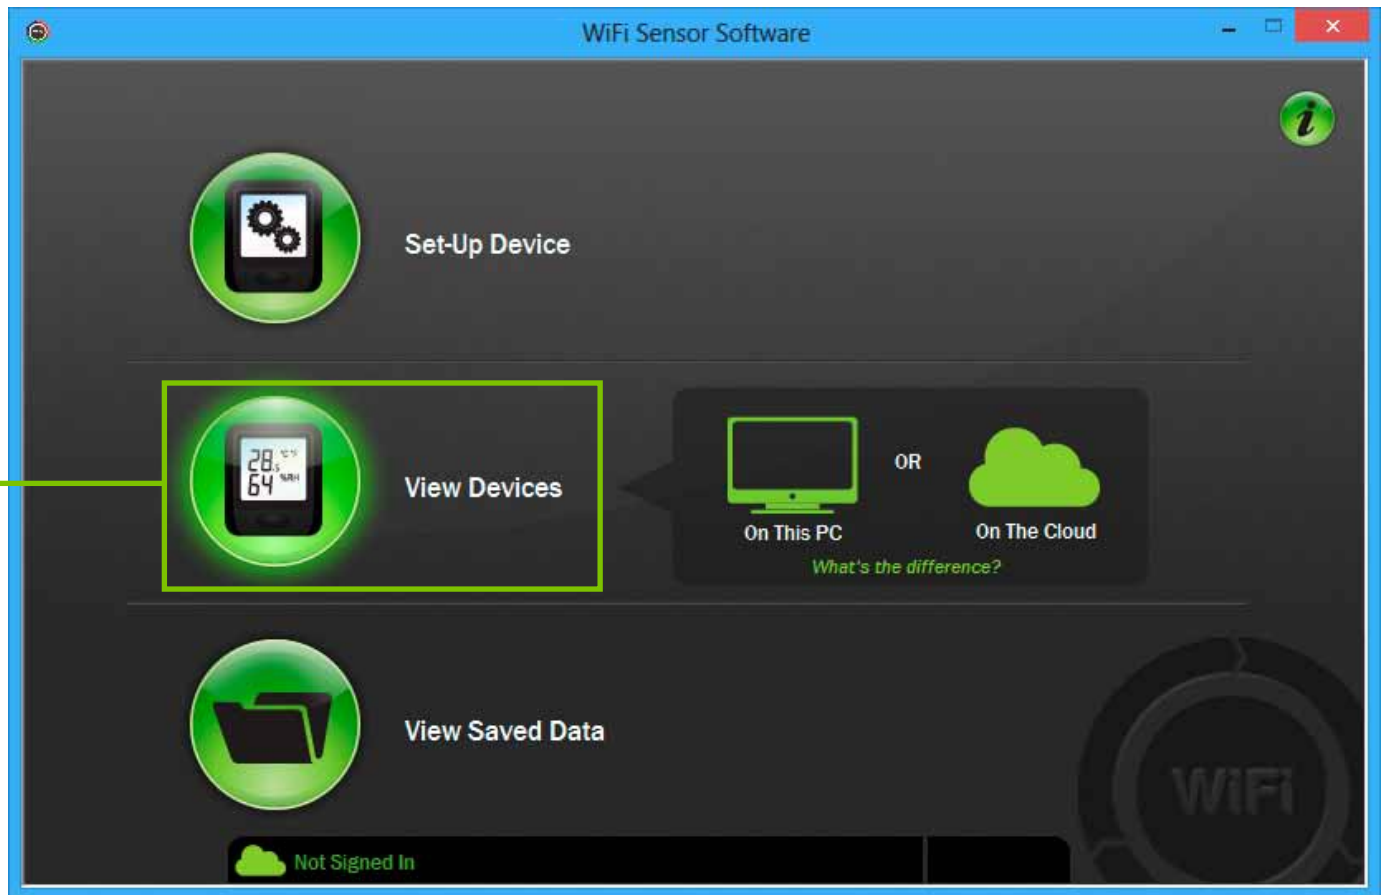 WiFi Sensor Software
i
Set-Up Device
28.5 °C °F
64 %RH
View Devices
OR
On This PC
On The Cloud
What's the difference?
View Saved Data
WiFi
Not Signed In